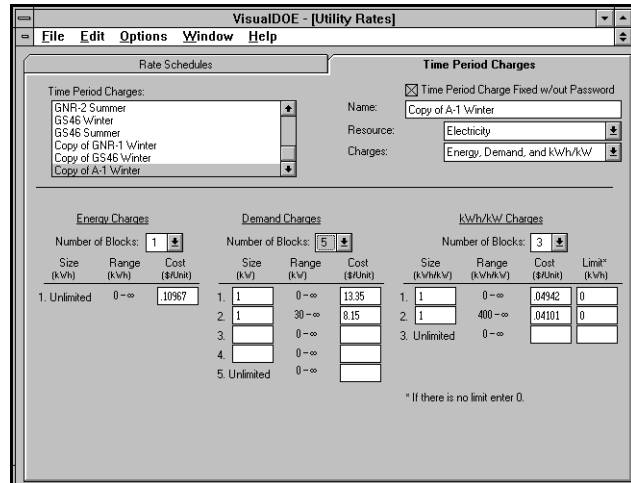 VisualDOE - [Utility Rates]
File Edit Options Window Help
Rate Schedules
Time Period Charges
Time Period Charges:
GNR-2 Summer
GS46 Winter
GS46 Summer
Copy of GNR-1 Winter
Copy of GS46 Winter
Copy of A-1 Winter
Time Period Charge Fixed w/out Password
Name: Copy of A-1 Winter
Resource: Electricity
Charges: Energy, Demand, and kWh/kW
Energy Charges
Number of Blocks: 1
Size Range Cost
(kWh) (kWh) ($/Unit)
1. Unlimited 0 – ∞ .10967
Demand Charges
Number of Blocks: 5
Size Range Cost
(kW) (kW) ($/Unit)
1. 1 0 – ∞ 13.35
2. 1 30 – ∞ 8.15
3. 0 – ∞
4. 0 – ∞
5. Unlimited 0 – ∞
kWh/kW Charges
Number of Blocks: 3
Size Range Cost Limit*
(kWh/kW) (kWh/kW) ($/Unit) (kWh)
1. 1 0 – ∞ .04942 0
2. 1 400 – ∞ .04101 0
3. Unlimited 0 – ∞
* If there is no limit enter 0.